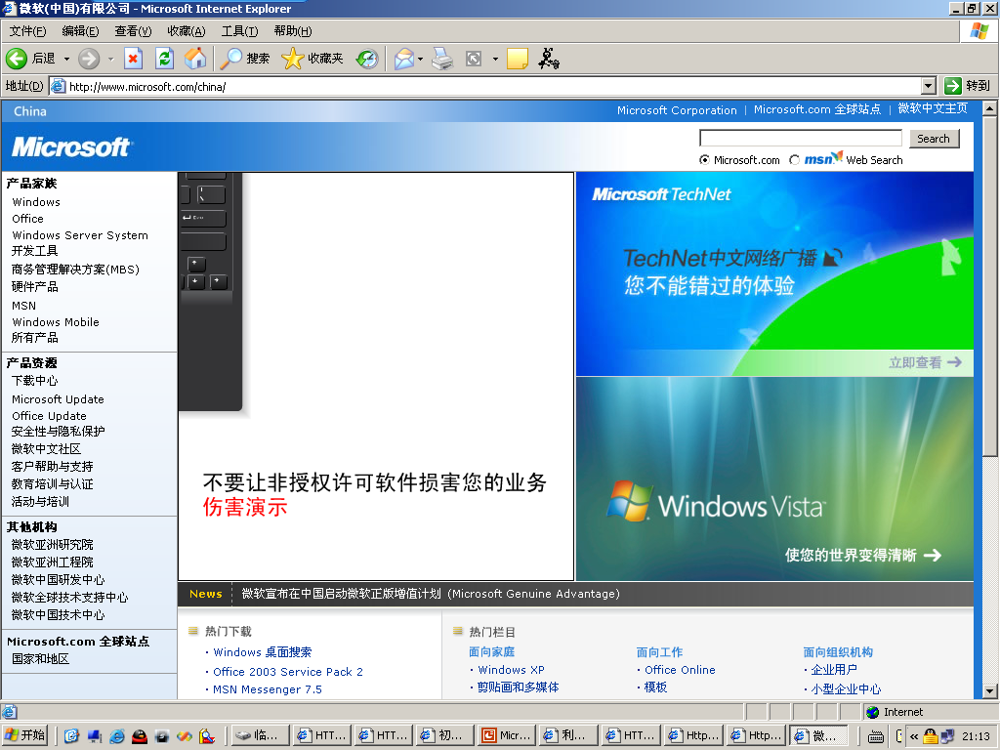 微软(中国)有限公司 - Microsoft Internet Explorer
文件(F) 编辑(E) 查看(V) 收藏(A) 工具(T) 帮助(H)
后退 搜索 收藏夹
地址(D) http://www.microsoft.com/china/ 转到
China Microsoft Corporation | Microsoft.com 全球站点 | 微软中文主页
Microsoft Search
Microsoft.com msn Web Search
产品家族
Windows
Office
Windows Server System
开发工具
商务管理解决方案(MBS)
硬件产品
MSN
Windows Mobile
所有产品
产品资源
下载中心
Microsoft Update
Office Update
安全性与隐私保护
微软中文社区
客户帮助与支持
教育培训与认证
活动与培训
其他机构
微软亚洲研究院
微软亚洲工程院
微软中国研发中心
微软全球技术支持中心
微软中国技术中心
Microsoft.com 全球站点
国家和地区
不要让非授权许可软件损害您的业务
伤害演示
Microsoft TechNet
TechNet中文网络广播
您不能错过的体验
立即查看
Windows Vista
使您的世界变得清晰
News 微软宣布在中国启动微软正版增值计划 (Microsoft Genuine Advantage)
热门下载
· Windows 桌面搜索
· Office 2003 Service Pack 2
· MSN Messenger 7.5
热门栏目
面向家庭
· Windows XP
· 剪贴画和多媒体
面向工作
· Office Online
· 模板
面向组织机构
· 企业用户
· 小型企业中心
Internet
开始 临... HTT... HTT... 初... Micr... 利... HTT... Http... Http... 微... « 21:13